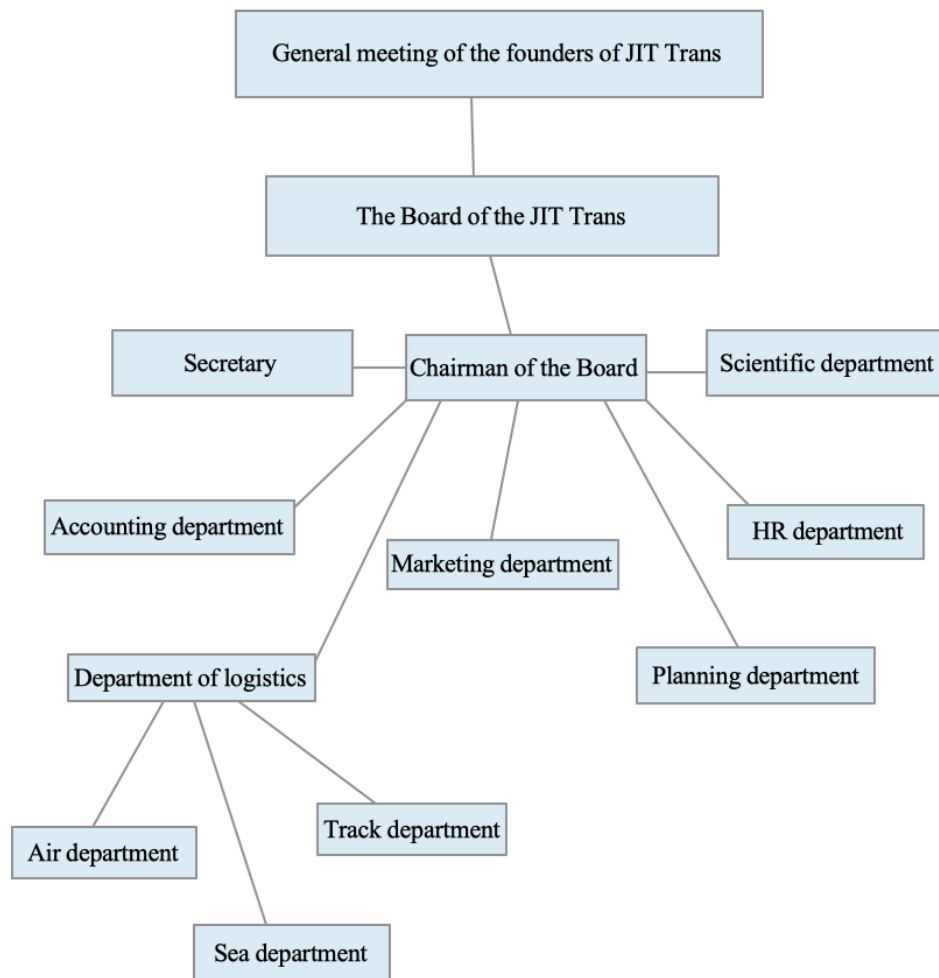 General meeting of the founders of JIT Trans
The Board of the JIT Trans
Secretary
Chairman of the Board
Scientific department
Accounting department
Marketing department
HR department
Department of logistics
Planning department
Air department
Track department
Sea department